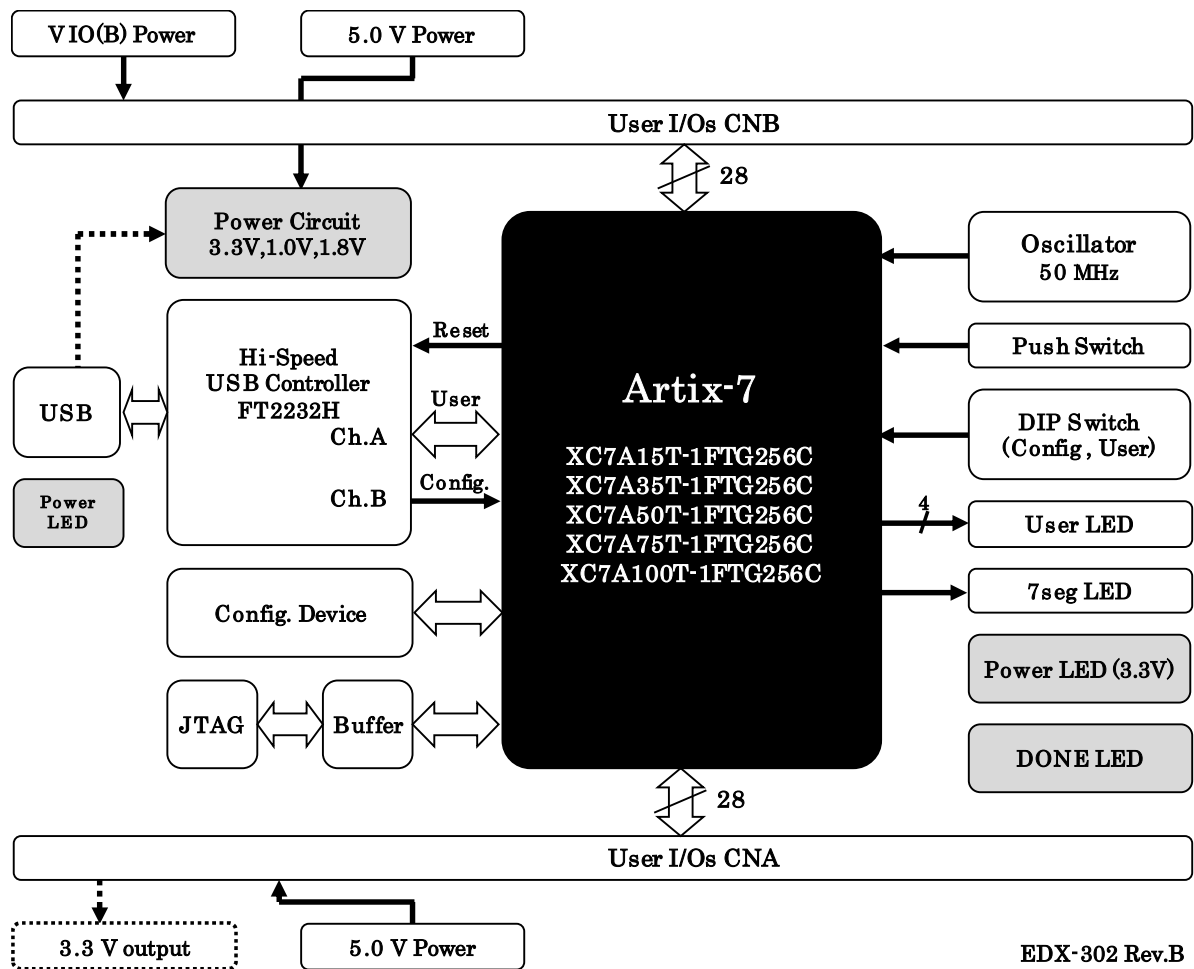 VIO(B) Power
5.0 V Power
User I/Os CNB
28
Power Circuit
3.3V,1.0V,1.8V
Oscillator
50 MHz
Reset
Hi-Speed
USB Controller
FT2232H
Push Switch
Artix-7
USB
User
Ch.A
DIP Switch
(Config, User)
XC7A15T-1FTG256C
XC7A35T-1FTG256C
XC7A50T-1FTG256C
XC7A75T-1FTG256C
XC7A100T-1FTG256C
Config.
Ch.B
Power
LED
4
User LED
7seg LED
Config. Device
Power LED (3.3V)
JTAG
Buffer
DONE LED
28
User I/Os CNA
3.3 V output
5.0 V Power
EDX-302 Rev.B